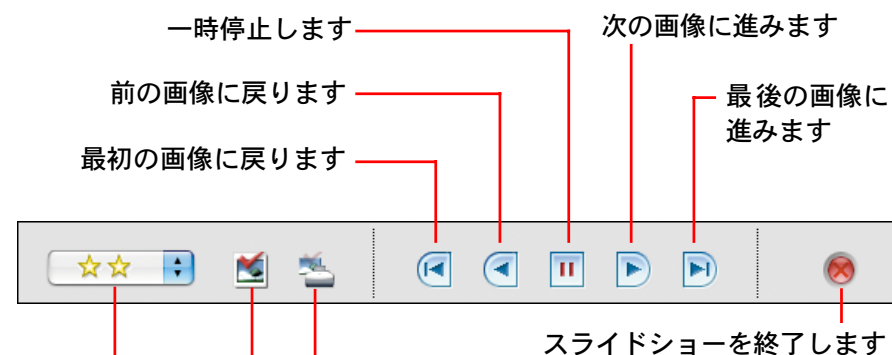 一時停止します
次の画像に進みます
前の画像に戻ります
最後の画像に
進みます
最初の画像に戻ります
スライドショーを終了します